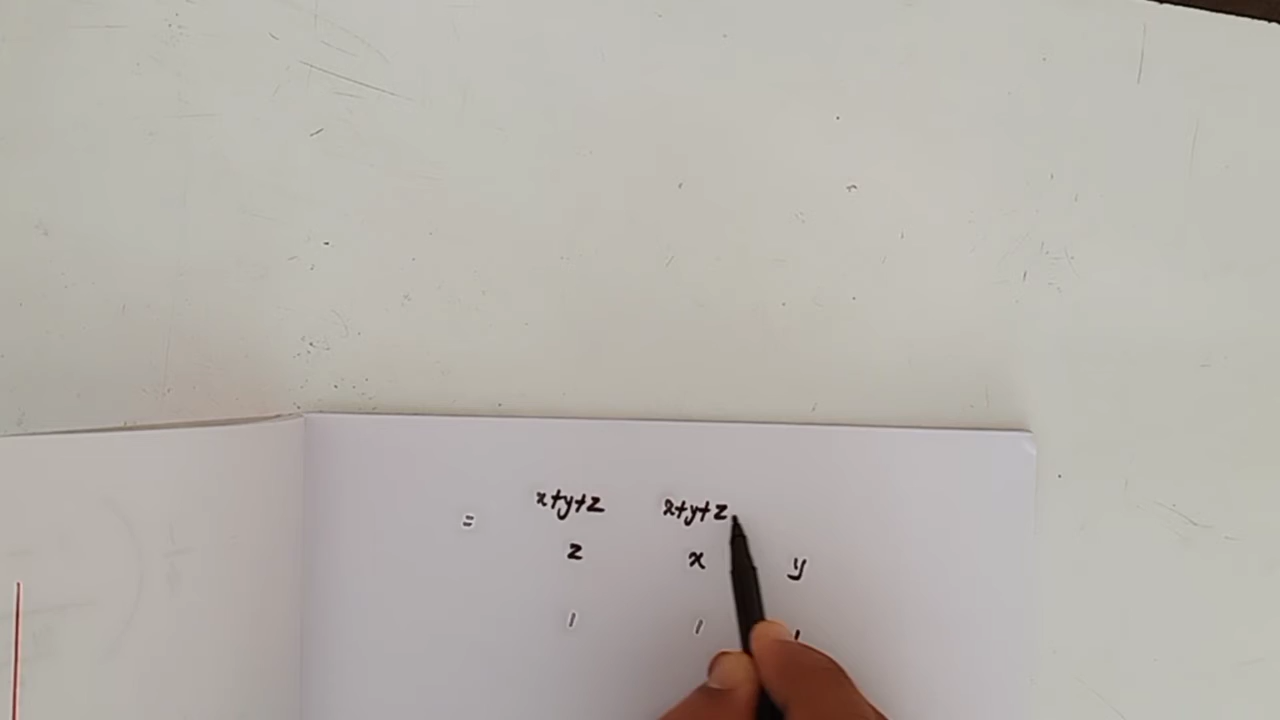 = x+y+z x+y+z
z x y
1 1 1